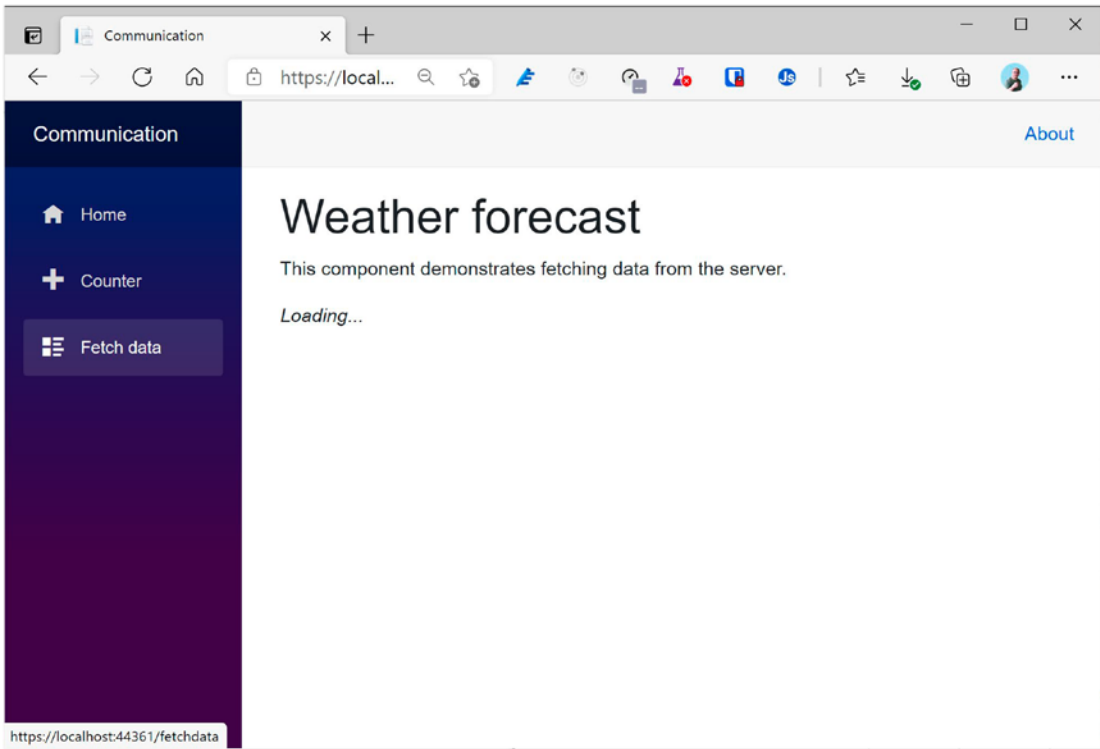 Communication
https://local...
JS
Communication
About
Home
Counter
Fetch data
Weather forecast
This component demonstrates fetching data from the server.
Loading...
https://localhost:44361/fetchdata